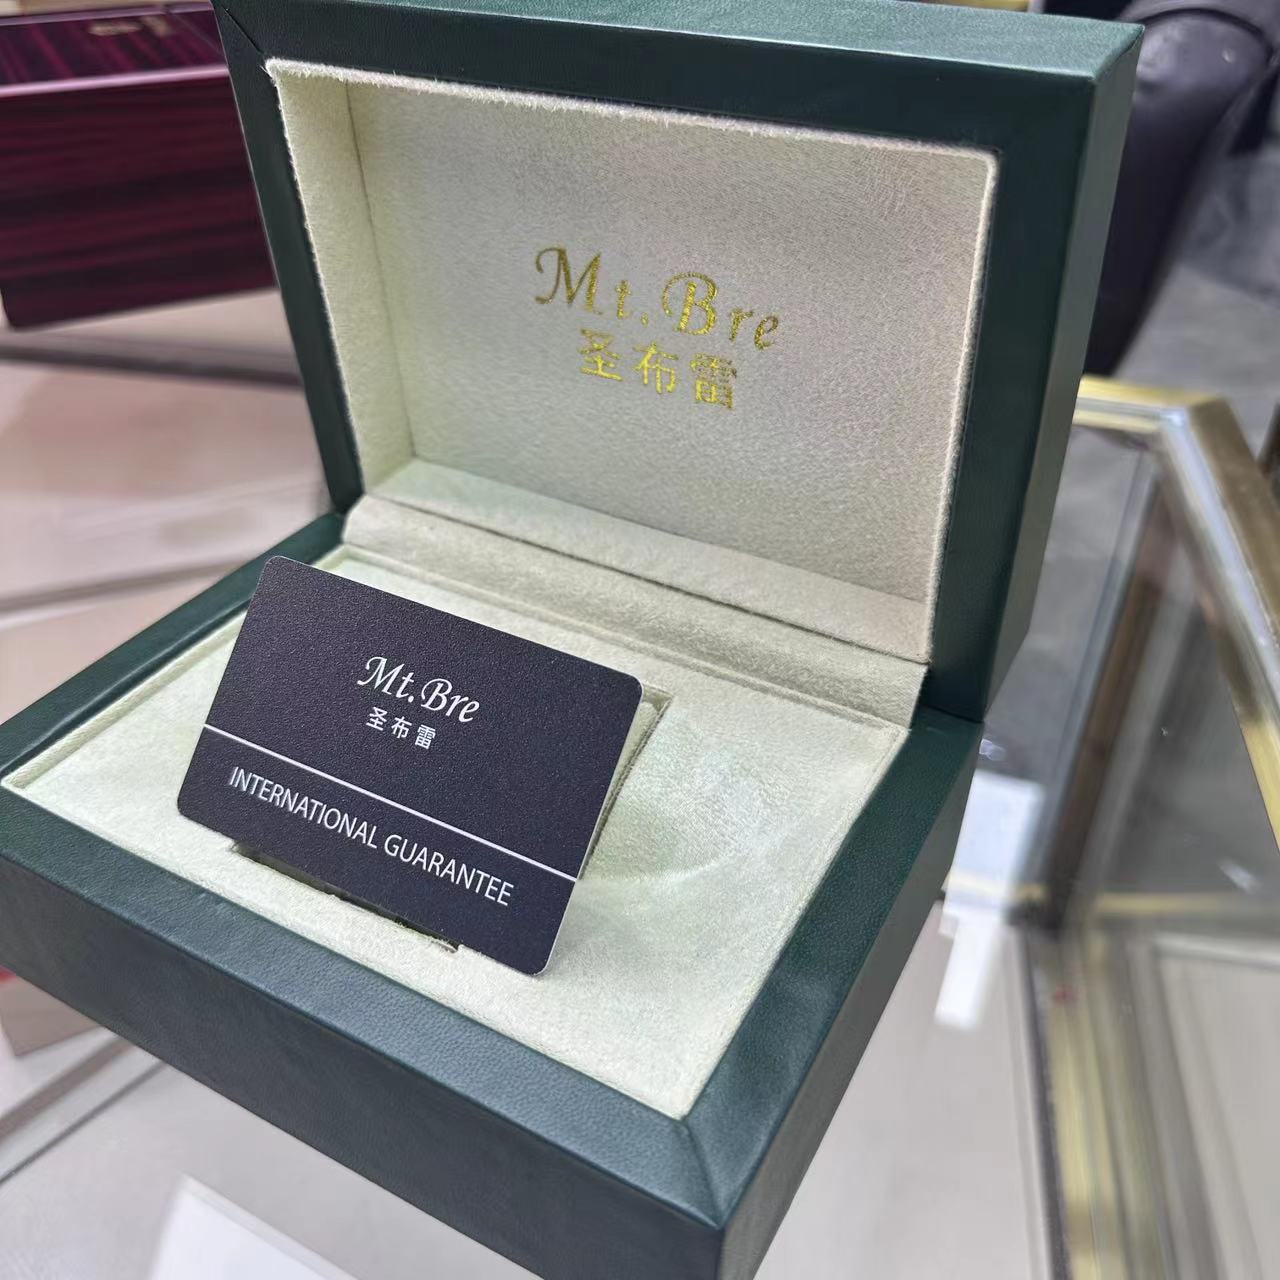 Mt.Bre
圣布雷
Mt.Bre
圣布雷
INTERNATIONAL GUARANTEE